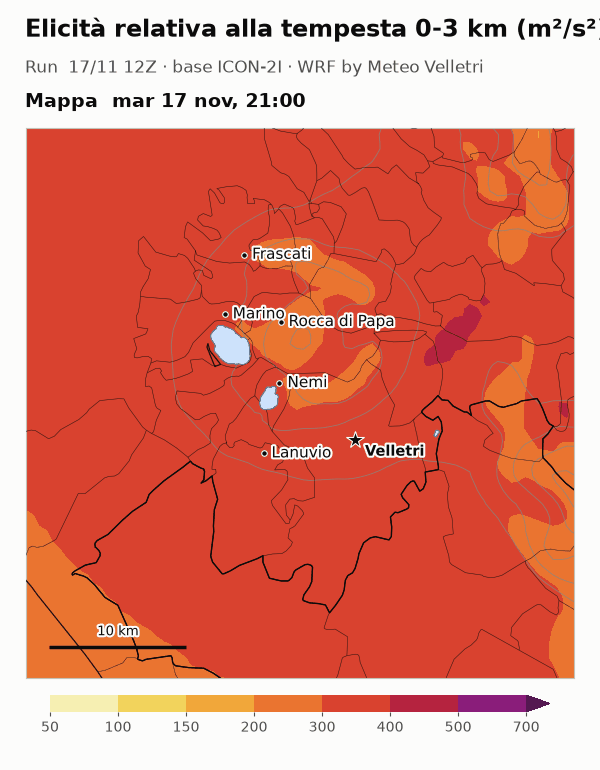 Elicità relativa alla tempesta 0-3 km (m²/s²)
Run 17/11 12Z · base ICON-2I · WRF by Meteo Velletri
Mappa mar 17 nov, 21:00
Frascati
Marino
Rocca di Papa
Nemi
Lanuvio
Velletri
10 km
50 100 150 200 300 400 500 700